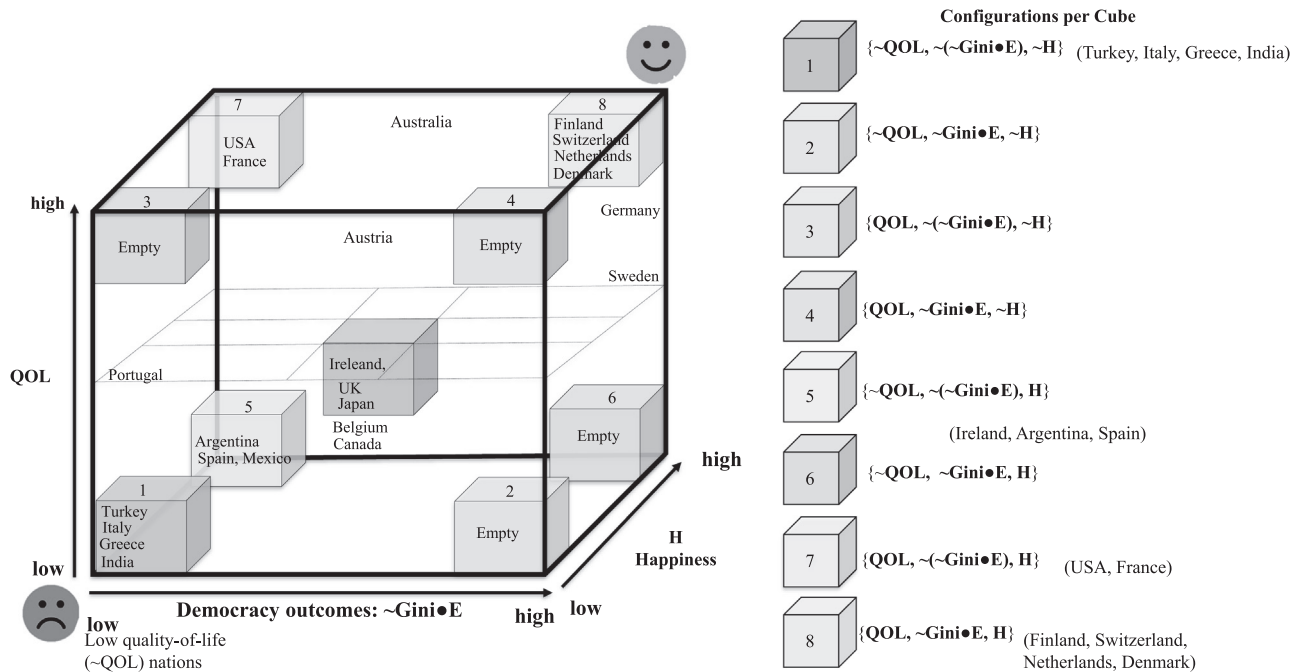 7
USA
France
Australia
8
Finland
Switzerland
Netherlands
Denmark
high
3
Empty
4
Empty
Germany
Austria
Sweden
QOL
Portugal
Ireleand,
UK
Japan
Belgium
Canada
5
Argentina
Spain, Mexico
6
Empty
high
1
Turkey
Italy
Greece
India
2
Empty
H
Happiness
low
low
Democracy outcomes: ~Gini●E
high
low
Low quality-of-life
(~QOL) nations
Configurations per Cube
1 {~QOL, ~(~Gini●E), ~H} (Turkey, Italy, Greece, India)
2 {~QOL, ~Gini●E, ~H}
3 {QOL, ~(~Gini●E), ~H}
4 {QOL, ~Gini●E, ~H}
5 {~QOL, ~(~Gini●E), H}
(Ireland, Argentina, Spain)
6 {~QOL, ~Gini●E, H}
7 {QOL, ~(~Gini●E), H} (USA, France)
8 {QOL, ~Gini●E, H} (Finland, Switzerland,
Netherlands, Denmark)